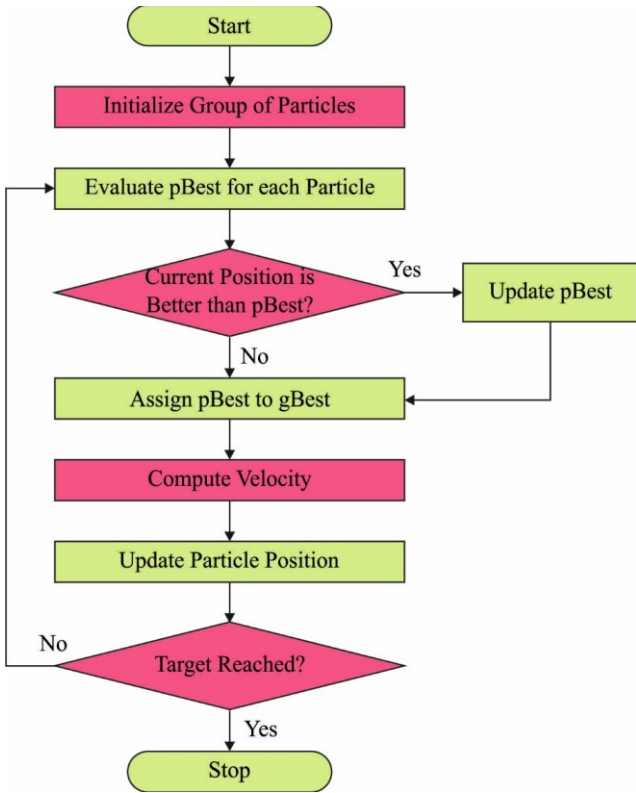 Start
Initialize Group of Particles
Evaluate pBest for each Particle
Current Position is
Better than pBest?
Yes
Update pBest
No
Assign pBest to gBest
Compute Velocity
Update Particle Position
No
Target Reached?
Yes
Stop